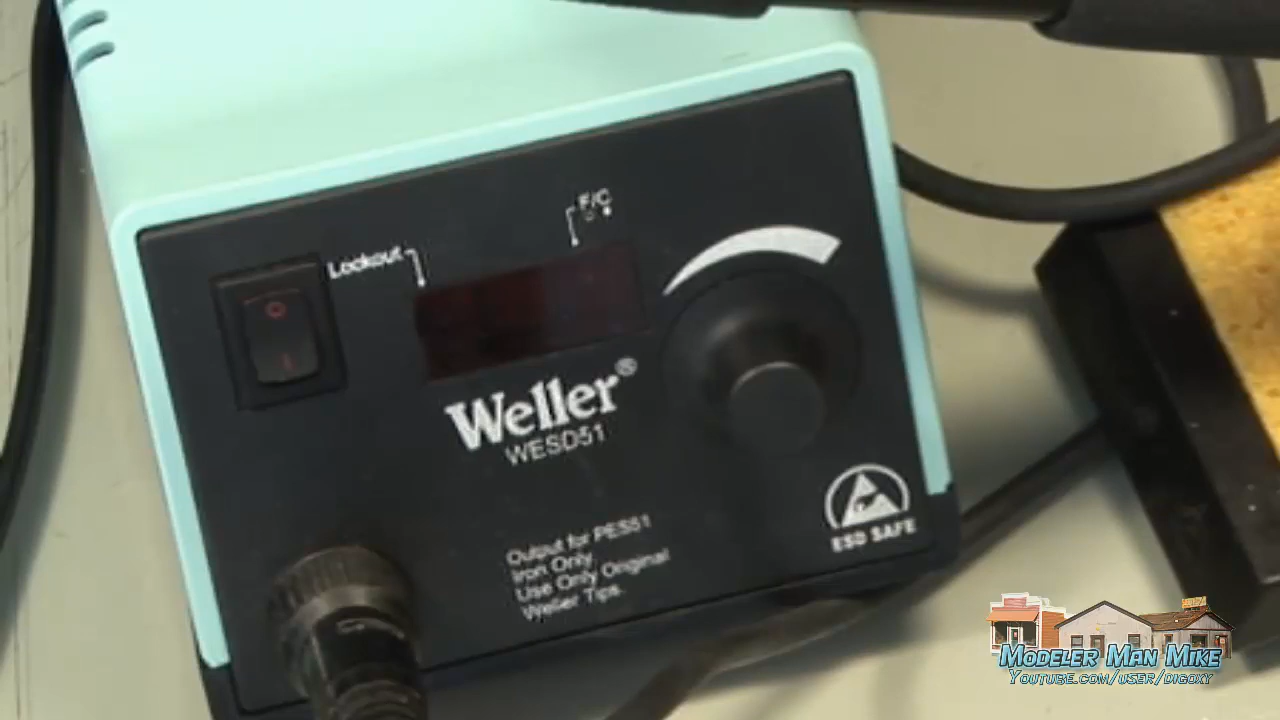 F/C
Lockout
Weller®
WESD51
Output for PES51
Iron Only.
Use Only Original
Weller Tips.
ESD SAFE
Modeler Man Mike
Youtube.com/user/digoxy